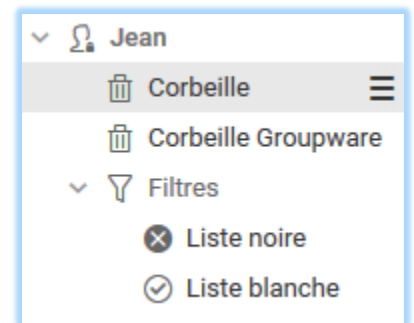 Jean
Corbeille
Corbeille Groupware
Filtres
Liste noire
Liste blanche